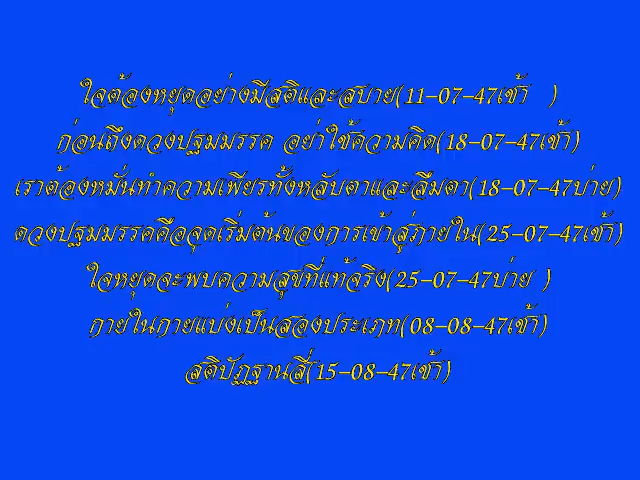 ใจต้องหยุดอย่างมีสติและสบาย(11-07-47เช้า )
ก่อนถึงดวงปฐมมรรค อย่าใช้ความคิด(18-07-47เช้า)
เราต้องหมั่นทำความเพียรทั้งหลับตาและลืมตา(18-07-47บ่าย)
ดวงปฐมมรรคคือจุดเริ่มต้นของการเข้าสู่ภายใน(25-07-47เช้า)
ใจหยุดจะพบความสุขที่แท้จริง(25-07-47บ่าย )
กายในกายแบ่งเป็นสองประเภท(08-08-47เช้า)
สติปัฏฐานสี่(15-08-47เช้า)